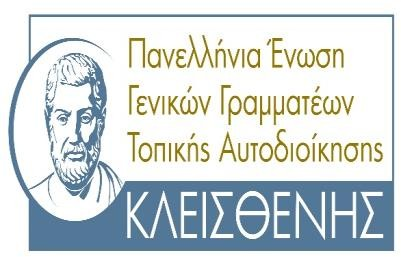 Πανελλήνια Ένωση
Γενικών Γραμματέων
Τοπικής Αυτοδιοίκησης
ΚΛΕΙΣΘΕΝΗΣ